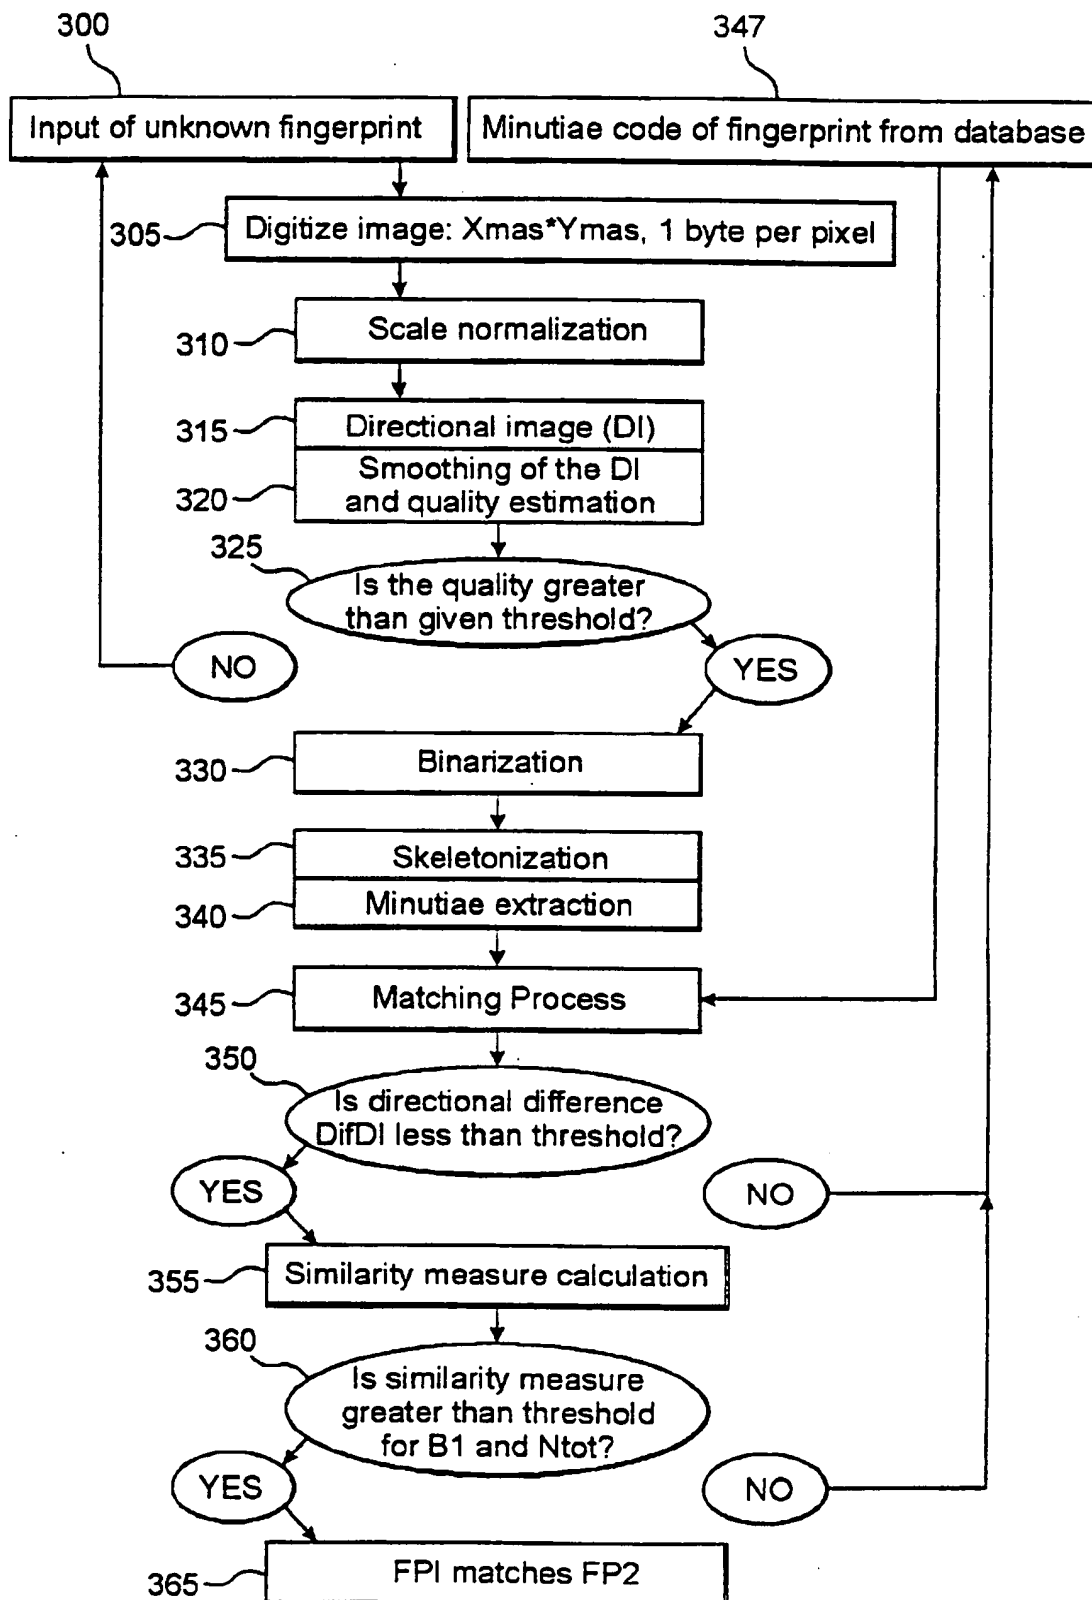 300
347
Input of unknown fingerprint
Minutiae code of fingerprint from database
305
Digitize image: Xmas*Ymas, 1 byte per pixel
310
Scale normalization
315
Directional image (DI)
320
Smoothing of the DI
and quality estimation
325
Is the quality greater
than given threshold?
NO
YES
330
Binarization
335
Skeletonization
340
Minutiae extraction
345
Matching Process
350
Is directional difference
DifDI less than threshold?
YES
NO
355
Similarity measure calculation
360
Is similarity measure
greater than threshold
for B1 and Ntot?
YES
NO
365
FPI matches FP2